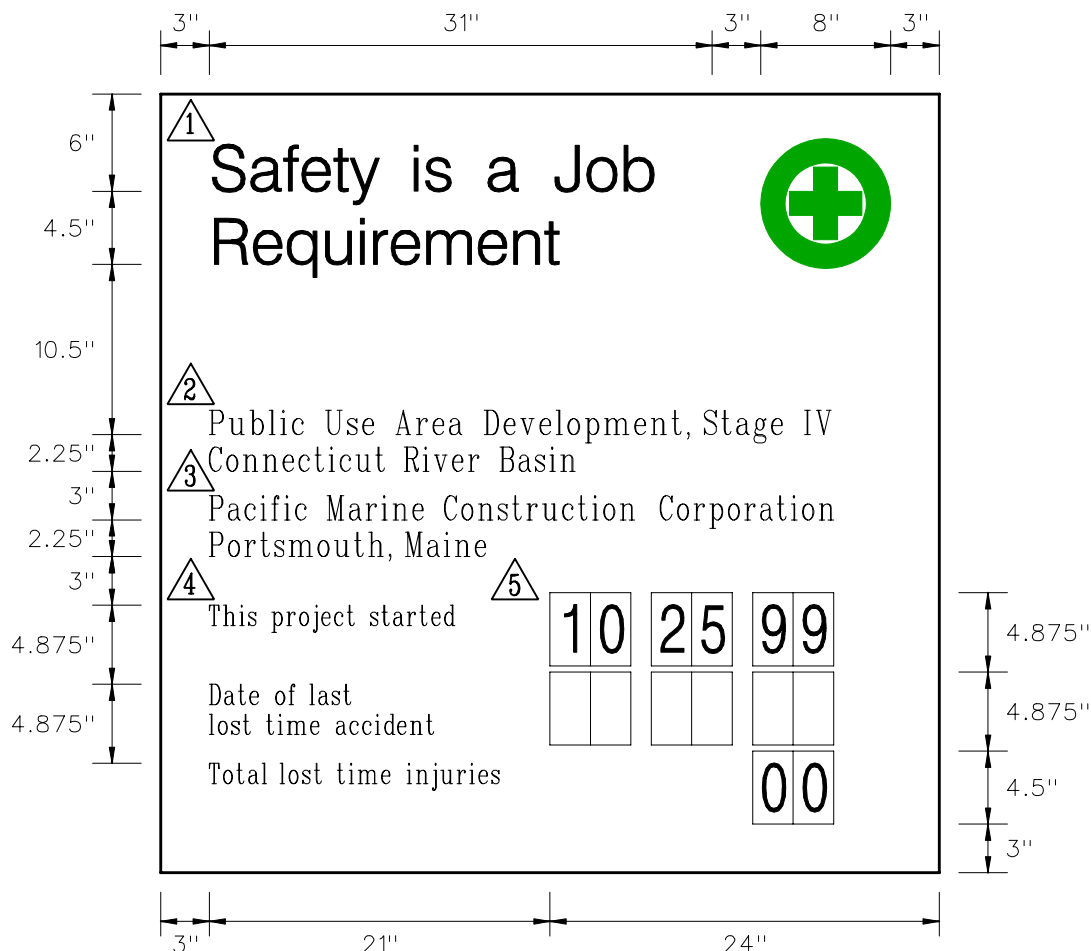 3" 31" 3" 8" 3"
1
6"
Safety is a Job
4.5"
Requirement
10.5"
2
Public Use Area Development, Stage IV
2.25"
Connecticut River Basin
3
3"
Pacific Marine Construction Corporation
2.25"
Portsmouth, Maine
3"
4
5
This project started 10 25 99
4.875" 4.875"
Date of last
4.875" 4.875"
lost time accident
Total lost time injuries 00
4.5"
3"
3" 21" 24"